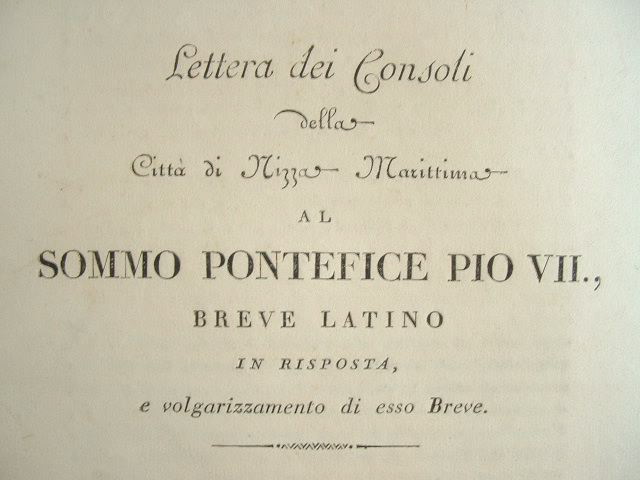 Lettera dei Consoli
della
Città di Nizza Marittima
AL
SOMMO PONTEFICE PIO VII.,
BREVE LATINO
IN RISPOSTA,
e volgarizzamento di esso Breve.